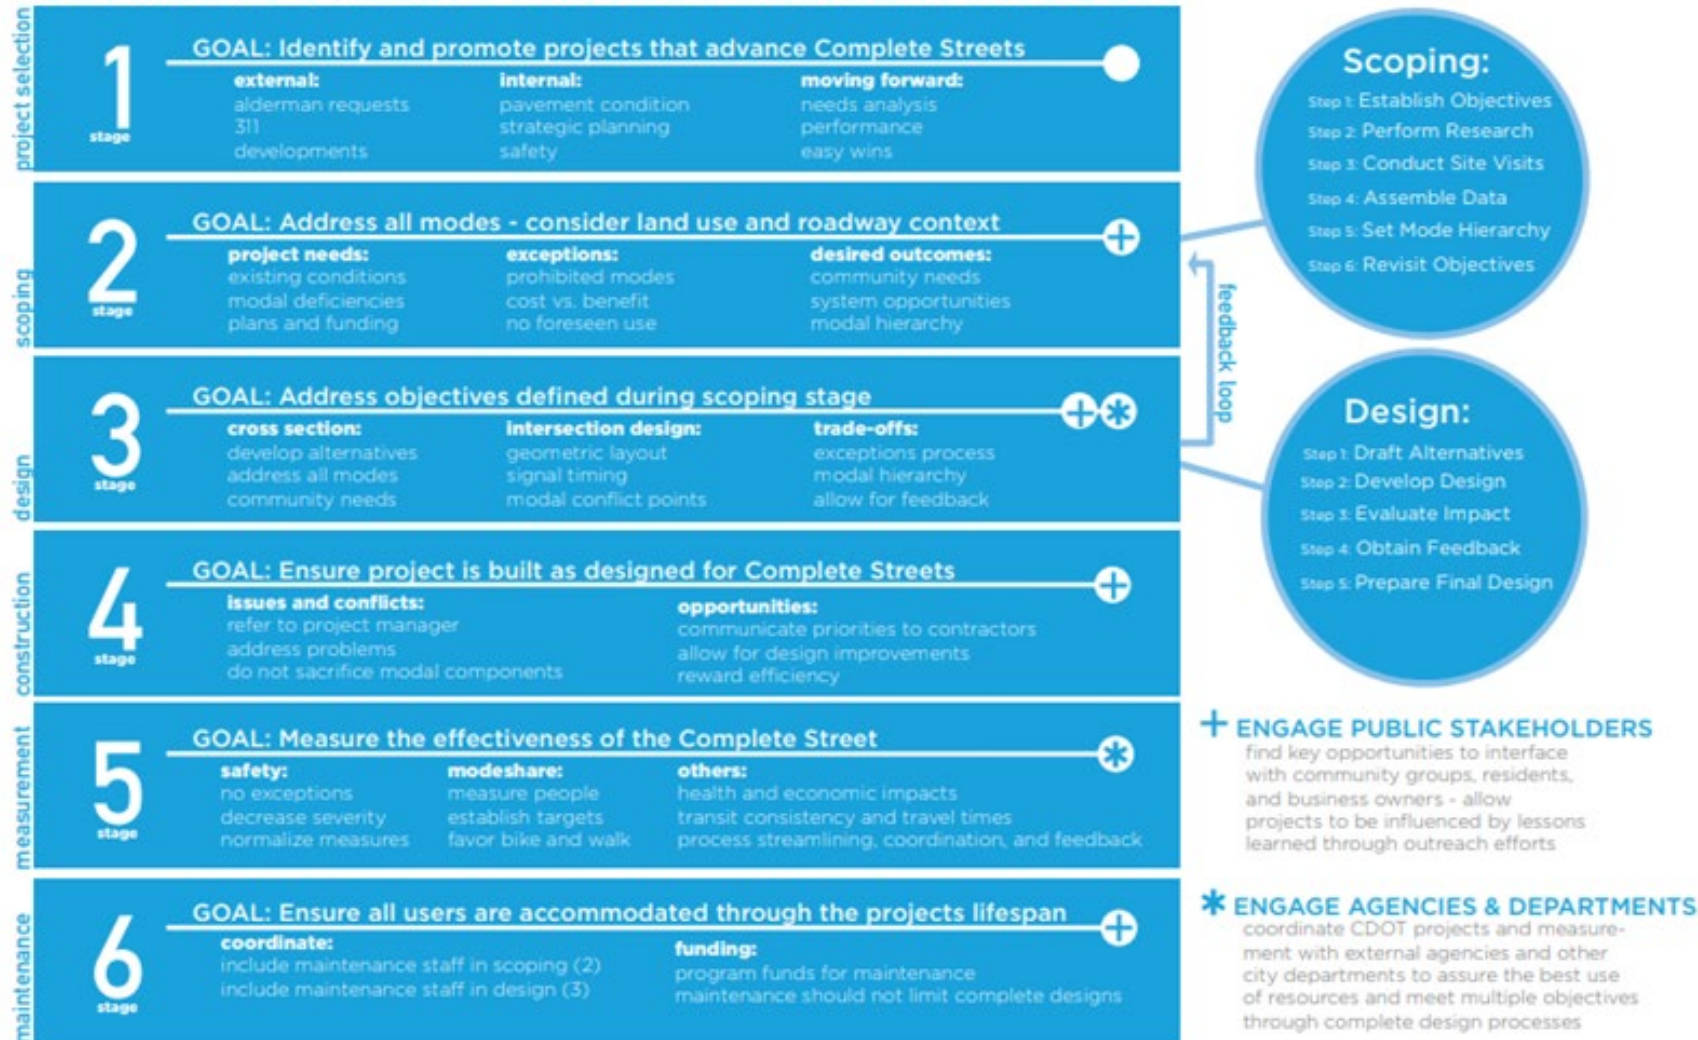 project selection
1
stage
GOAL: Identify and promote projects that advance Complete Streets
external:
alderman requests
311
developments
internal:
pavement condition
strategic planning
safety
moving forward:
needs analysis
performance
easy wins
scoping
2
stage
GOAL: Address all modes - consider land use and roadway context
+
project needs:
existing conditions
modal deficiencies
plans and funding
exceptions:
prohibited modes
cost vs. benefit
no foreseen use
desired outcomes:
community needs
system opportunities
modal hierarchy
design
3
stage
GOAL: Address objectives defined during scoping stage
+ *
cross section:
develop alternatives
address all modes
community needs
intersection design:
geometric layout
signal timing
modal conflict points
trade-offs:
exceptions process
modal hierarchy
allow for feedback
feedback loop
construction
4
stage
GOAL: Ensure project is built as designed for Complete Streets
+
issues and conflicts:
refer to project manager
address problems
do not sacrifice modal components
opportunities:
communicate priorities to contractors
allow for design improvements
reward efficiency
measurement
5
stage
GOAL: Measure the effectiveness of the Complete Street
*
safety:
no exceptions
decrease severity
normalize measures
modeshare:
measure people
establish targets
favor bike and walk
others:
health and economic impacts
transit consistency and travel times
process streamlining, coordination, and feedback
maintenance
6
stage
GOAL: Ensure all users are accommodated through the projects lifespan
+
coordinate:
include maintenance staff in scoping (2)
include maintenance staff in design (3)
funding:
program funds for maintenance
maintenance should not limit complete designs
Scoping:
Step 1: Establish Objectives
Step 2: Perform Research
Step 3: Conduct Site Visits
Step 4: Assemble Data
Step 5: Set Mode Hierarchy
Step 6: Revisit Objectives
Design:
Step 1: Draft Alternatives
Step 2: Develop Design
Step 3: Evaluate Impact
Step 4: Obtain Feedback
Step 5: Prepare Final Design
+ ENGAGE PUBLIC STAKEHOLDERS
find key opportunities to interface
with community groups, residents,
and business owners - allow
projects to be influenced by lessons
learned through outreach efforts
* ENGAGE AGENCIES & DEPARTMENTS
coordinate CDOT projects and measure-
ment with external agencies and other
city departments to assure the best use
of resources and meet multiple objectives
through complete design processes